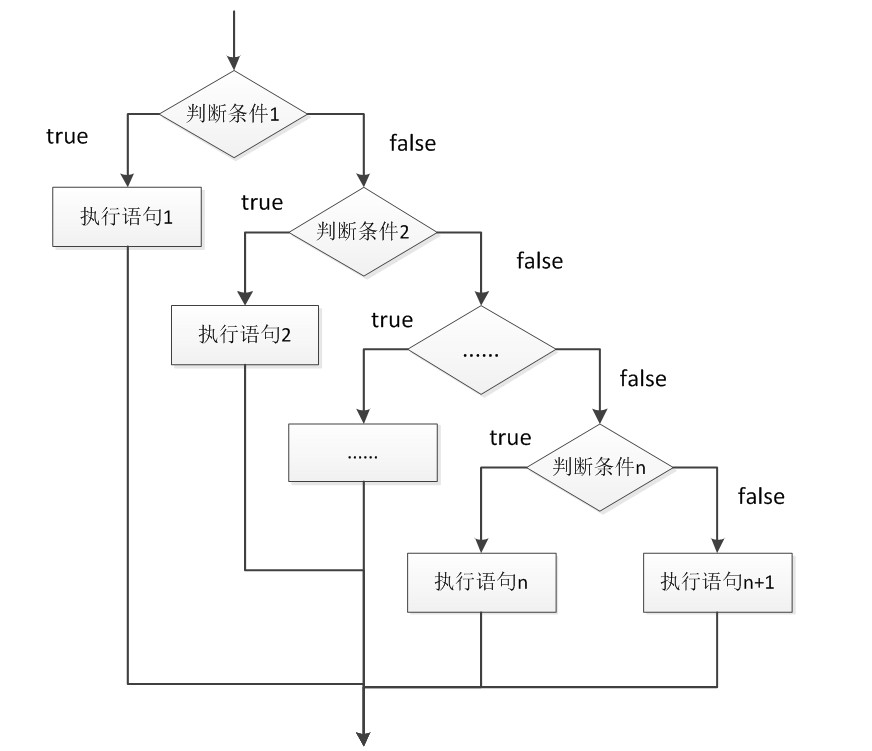 判断条件1
true
false
执行语句1
true
判断条件2
false
执行语句2
true
......
false
......
true
判断条件n
false
执行语句n
执行语句n+1